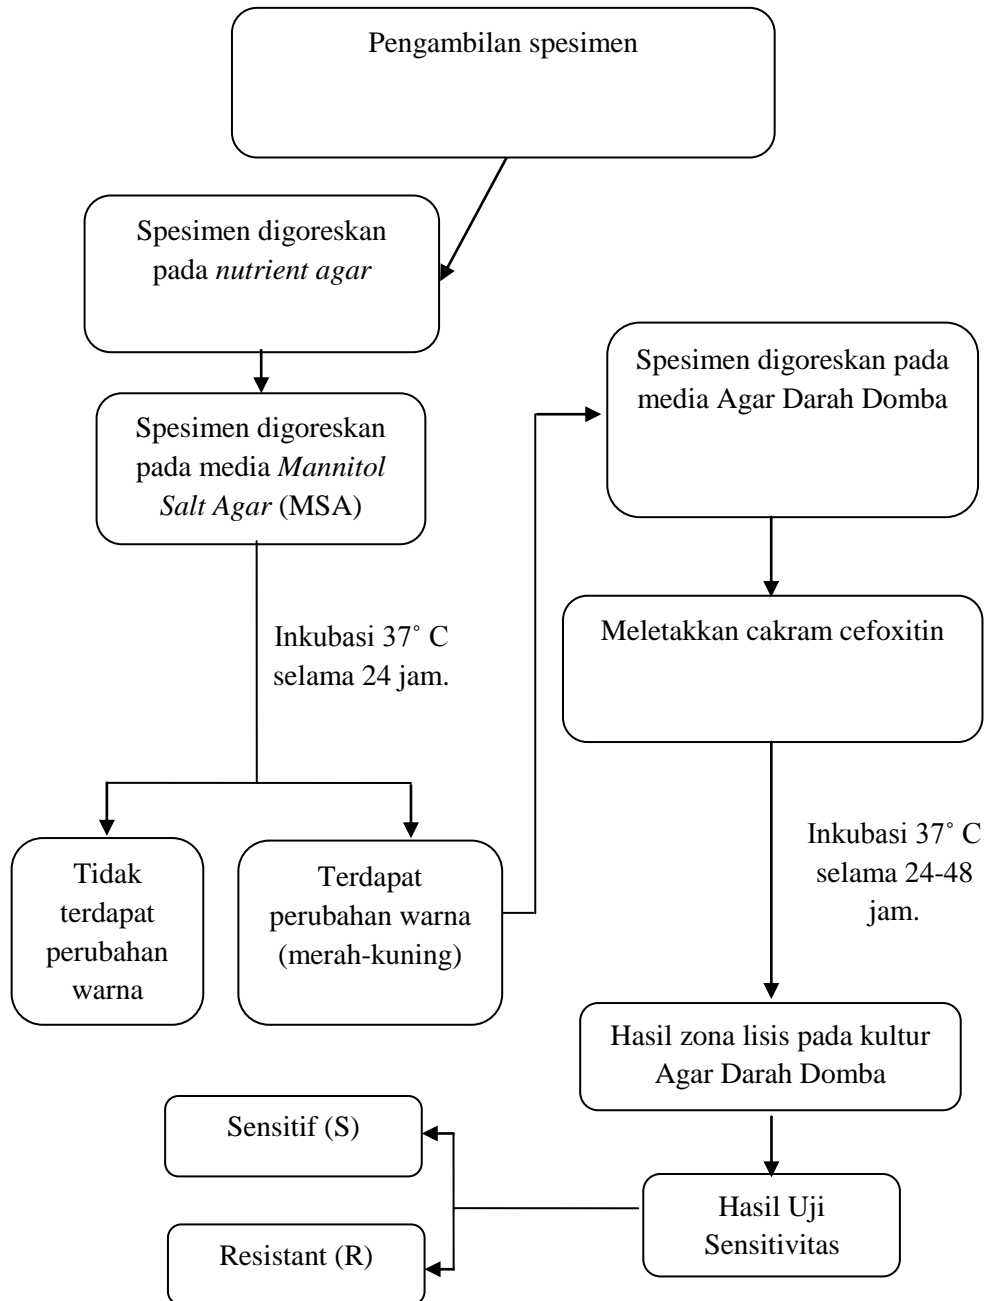 Pengambilan spesimen
Spesimen digoreskan
pada nutrient agar
Spesimen digoreskan
pada media Mannitol
Salt Agar (MSA)
Inkubasi 37˚ C
selama 24 jam.
Tidak
terdapat
perubahan
warna
Terdapat
perubahan warna
(merah-kuning)
Spesimen digoreskan pada
media Agar Darah Domba
Meletakkan cakram cefoxitin
Inkubasi 37˚ C
selama 24-48
jam.
Hasil zona lisis pada kultur
Agar Darah Domba
Hasil Uji
Sensitivitas
Sensitif (S)
Resistant (R)